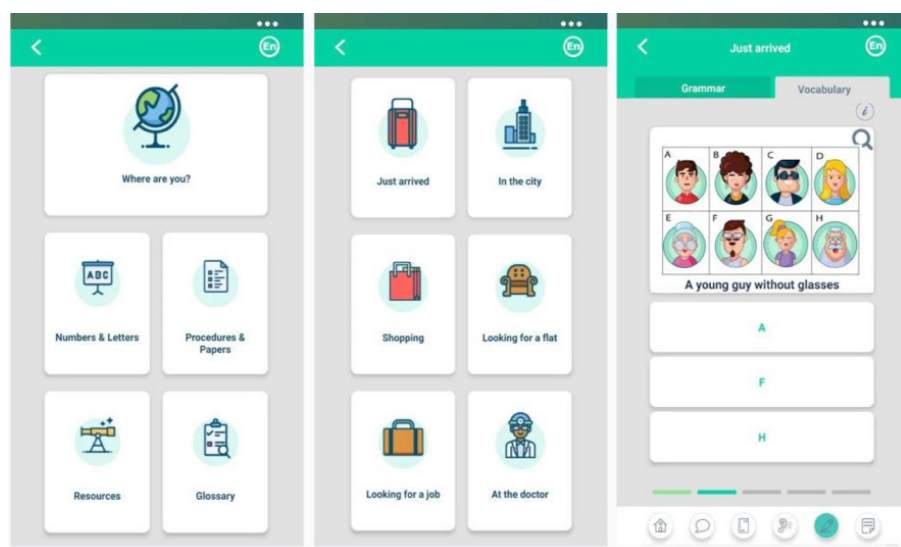 En
Where are you?
ABC
Numbers & Letters
Procedures &
Papers
Resources
Glossary
En
Just arrived
In the city
Shopping
Looking for a flat
Looking for a job
At the doctor
Just arrived
En
Grammar
Vocabulary
i
A
B
C
D
E
F
G
H
A young guy without glasses
A
F
H